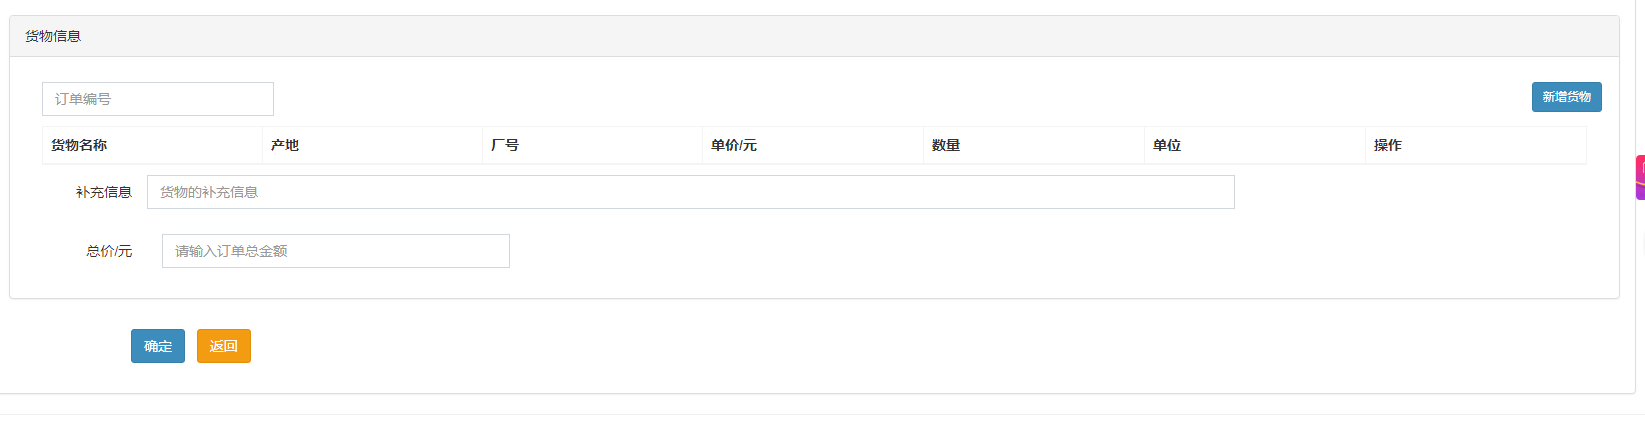 货物信息
订单编号
新增货物
货物名称 产地 厂号 单价/元 数量 单位 操作
补充信息 货物的补充信息
总价/元 请输入订单总金额
确定 返回